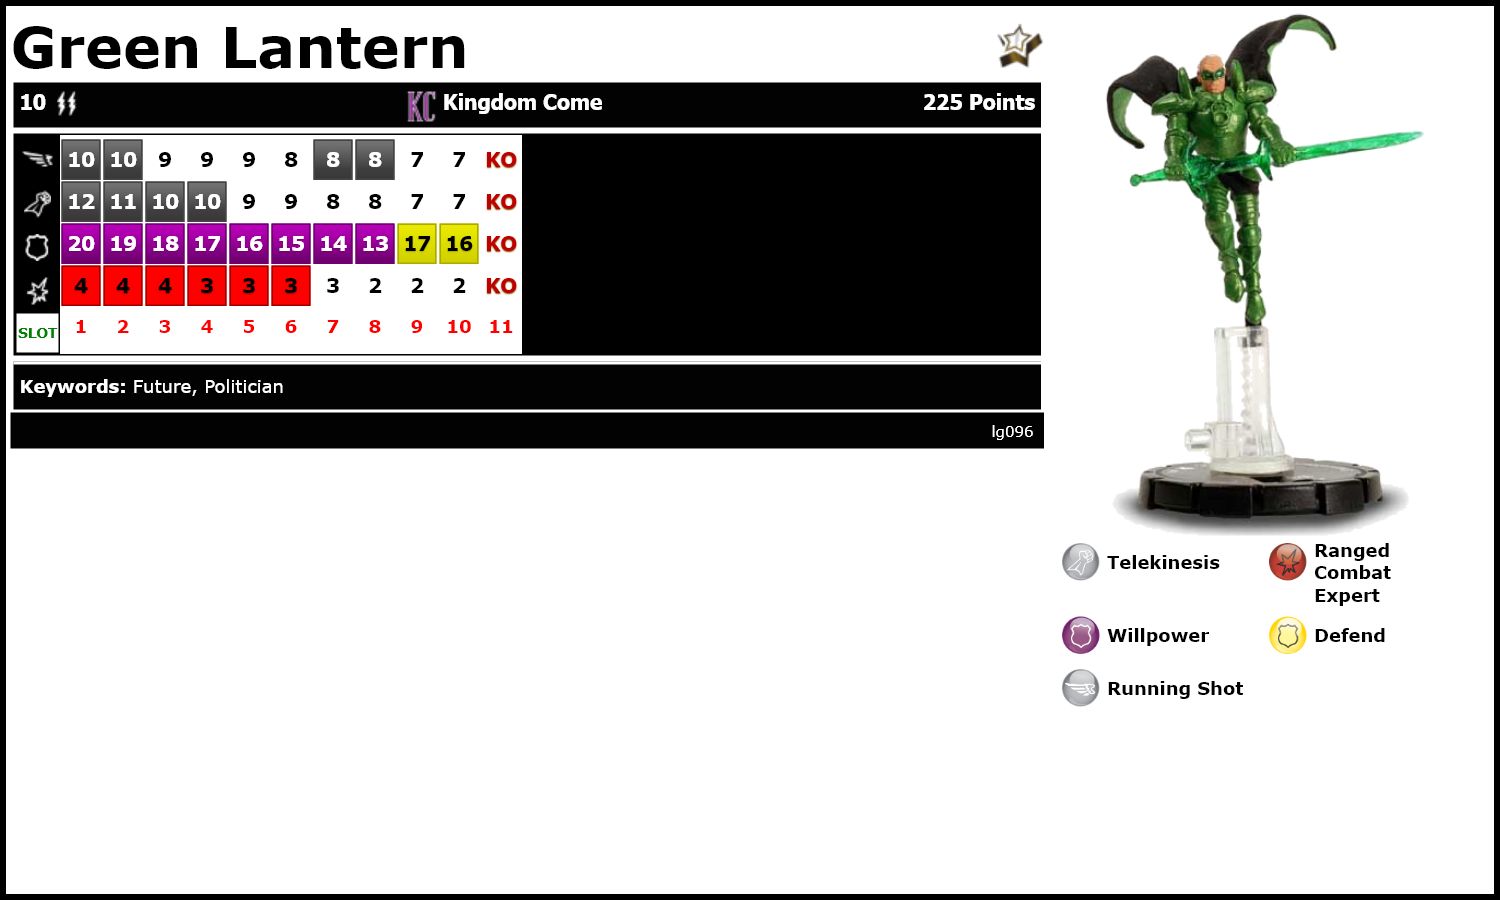 Green Lantern
10 KC Kingdom Come 225 Points
10 10 9 9 9 8 8 8 7 7 KO
12 11 10 10 9 9 8 8 7 7 KO
20 19 18 17 16 15 14 13 17 16 KO
4 4 4 3 3 3 3 2 2 2 KO
SLOT 1 2 3 4 5 6 7 8 9 10 11
Keywords: Future, Politician
lg096
Telekinesis
Ranged
Combat
Expert
Willpower
Defend
Running Shot